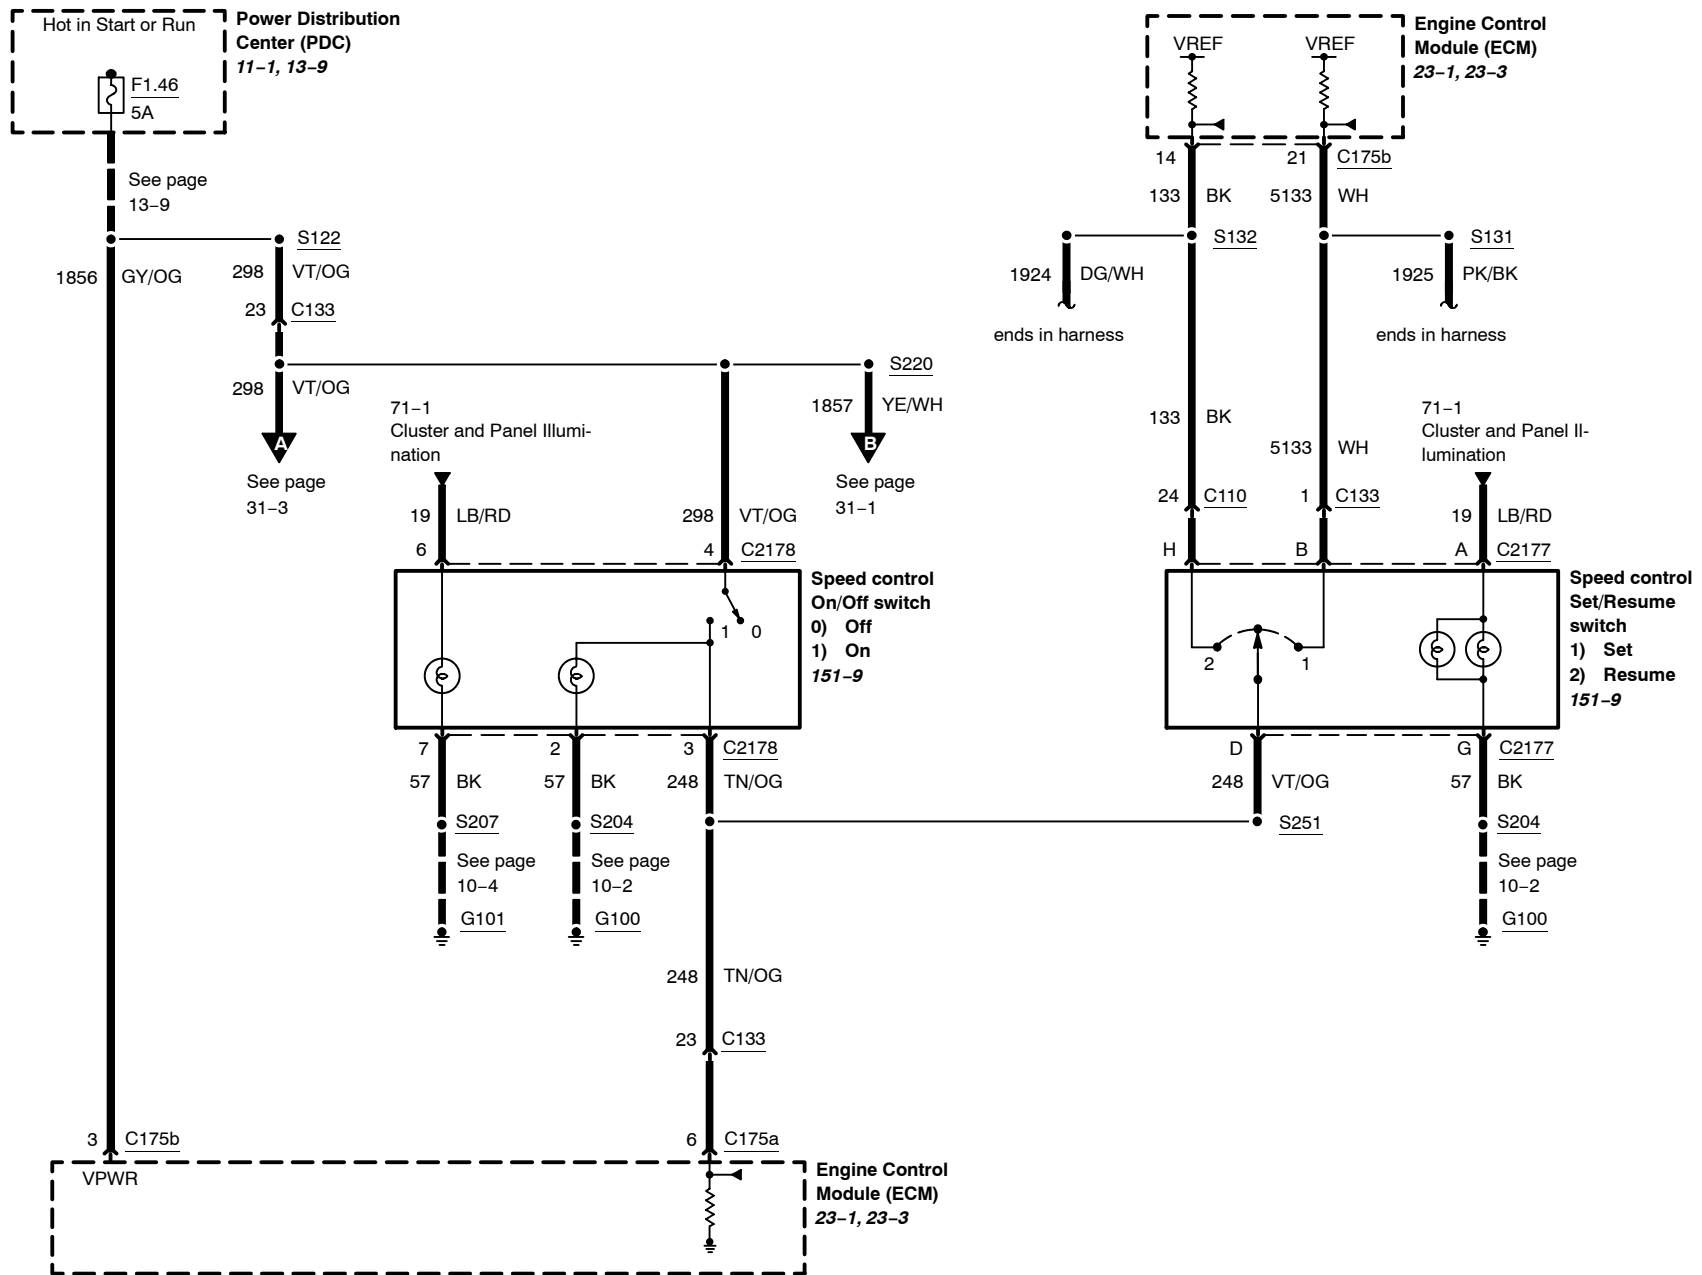 Hot in Start or Run
F1.46
5A
Power Distribution
Center (PDC)
11−1, 13−9
See page
13−9
S122
1856 GY/OG
298 VT/OG
23 C133
298 VT/OG
A
See page
31−3
S220
1857 YE/WH
B
See page
31−1
71−1
Cluster and Panel Illumi-
nation
19 LB/RD
298 VT/OG
6
4 C2178
1 0
Speed control
On/Off switch
0) Off
1) On
151−9
7
2
3 C2178
57 BK
57 BK
248 TN/OG
S207
S204
See page
10−4
See page
10−2
G101
G100
248 TN/OG
23 C133
3 C175b
6 C175a
VPWR
Engine Control
Module (ECM)
23−1, 23−3
VREF
VREF
Engine Control
Module (ECM)
23−1, 23−3
14
21 C175b
133 BK
5133 WH
S132
S131
1924 DG/WH
1925 PK/BK
ends in harness
ends in harness
133 BK
5133 WH
71−1
Cluster and Panel Il-
lumination
24 C110
1 C133
19 LB/RD
H
B
A C2177
2
1
Speed control
Set/Resume
switch
1) Set
2) Resume
151−9
D
G C2177
248 VT/OG
57 BK
S251
S204
See page
10−2
G100